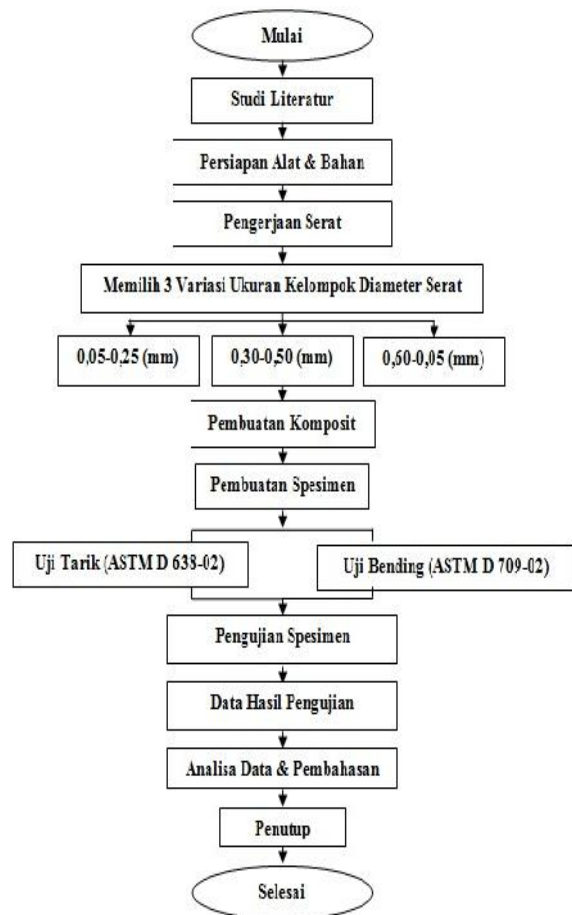 Mulai
Studi Literatur
Persiapan Alat & Bahan
Pengerjaan Serat
Memilih 3 Variasi Ukuran Kelompok Diameter Serat
0,05-0,25 (mm)
0,30-0,50 (mm)
0,60-0,05 (mm)
Pembuatan Komposit
Pembuatan Spesimen
Uji Tarik (ASTM D 638-02)
Uji Bending (ASTM D 709-02)
Pengujian Spesimen
Data Hasil Pengujian
Analisa Data & Pembahasan
Penutup
Selesai